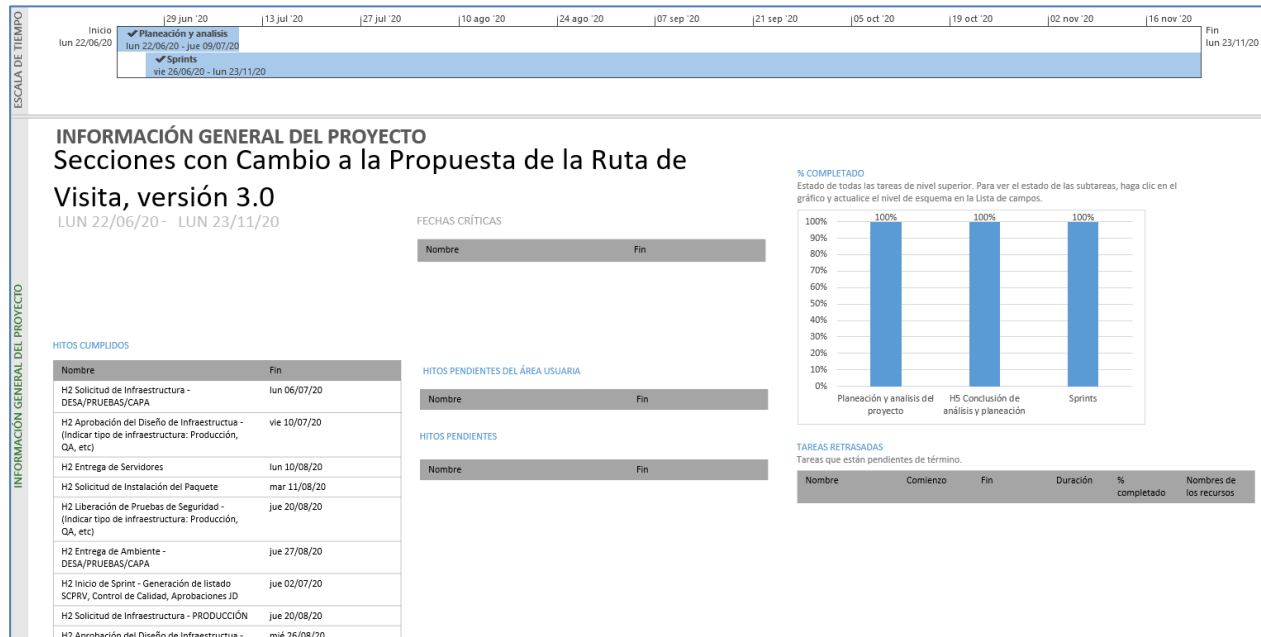 ESCALA DE TIEMPO
29 jun '20
13 jul '20
27 jul '20
10 ago '20
24 ago '20
07 sep '20
21 sep '20
05 oct '20
19 oct '20
02 nov '20
16 nov '20
Inicio
lun 22/06/20
Planeación y analisis
lun 22/06/20 - jue 09/07/20
Sprints
vie 26/06/20 - lun 23/11/20
Fin
lun 23/11/20
INFORMACIÓN GENERAL DEL PROYECTO
INFORMACIÓN GENERAL DEL PROYECTO
Secciones con Cambio a la Propuesta de la Ruta de
Visita, versión 3.0
LUN 22/06/20 - LUN 23/11/20
FECHAS CRÍTICAS
Nombre Fin
HITOS CUMPLIDOS
Nombre Fin
H2 Solicitud de Infraestructura - lun 06/07/20
DESA/PRUEBAS/CAPA
H2 Aprobación del Diseño de Infraestructua - vie 10/07/20
(Indicar tipo de infraestructura: Producción,
QA, etc)
H2 Entrega de Servidores lun 10/08/20
H2 Solicitud de Instalación del Paquete mar 11/08/20
H2 Liberación de Pruebas de Seguridad - jue 20/08/20
(Indicar tipo de infraestructura: Producción,
QA, etc)
H2 Entrega de Ambiente - jue 27/08/20
DESA/PRUEBAS/CAPA
H2 Inicio de Sprint - Generación de listado jue 02/07/20
SCPRV, Control de Calidad, Aprobaciones JD
H2 Solicitud de Infraestructura - PRODUCCIÓN jue 20/08/20
H2 Aprobación del Diseño de Infraestructua - mié 26/08/20
HITOS PENDIENTES DEL ÁREA USUARIA
Nombre Fin
HITOS PENDIENTES
Nombre Fin
% COMPLETADO
Estado de todas las tareas de nivel superior. Para ver el estado de las subtareas, haga clic en el
gráfico y actualice el nivel de esquema en la Lista de campos.
100%
90%
80%
70%
60%
50%
40%
30%
20%
10%
0%
100% 100% 100%
Planeación y analisis del
proyecto
H5 Conclusión de
análisis y planeación
Sprints
TAREAS RETRASADAS
Tareas que están pendientes de término.
Nombre Comienzo Fin Duración % Nombres de
completado los recursos